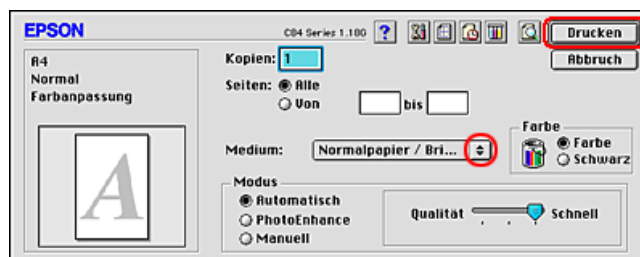 EPSON
C84 Series 1.180
?
Drucken
A4
Normal
Farbanpassung
Kopien: 1
Abbruch
Seiten: Alle
Von bis
Medium: Normalpapier / Bri...
Farbe
Farbe
Schwarz
A
Modus
Automatisch
PhotoEnhance
Manuell
Qualität Schnell